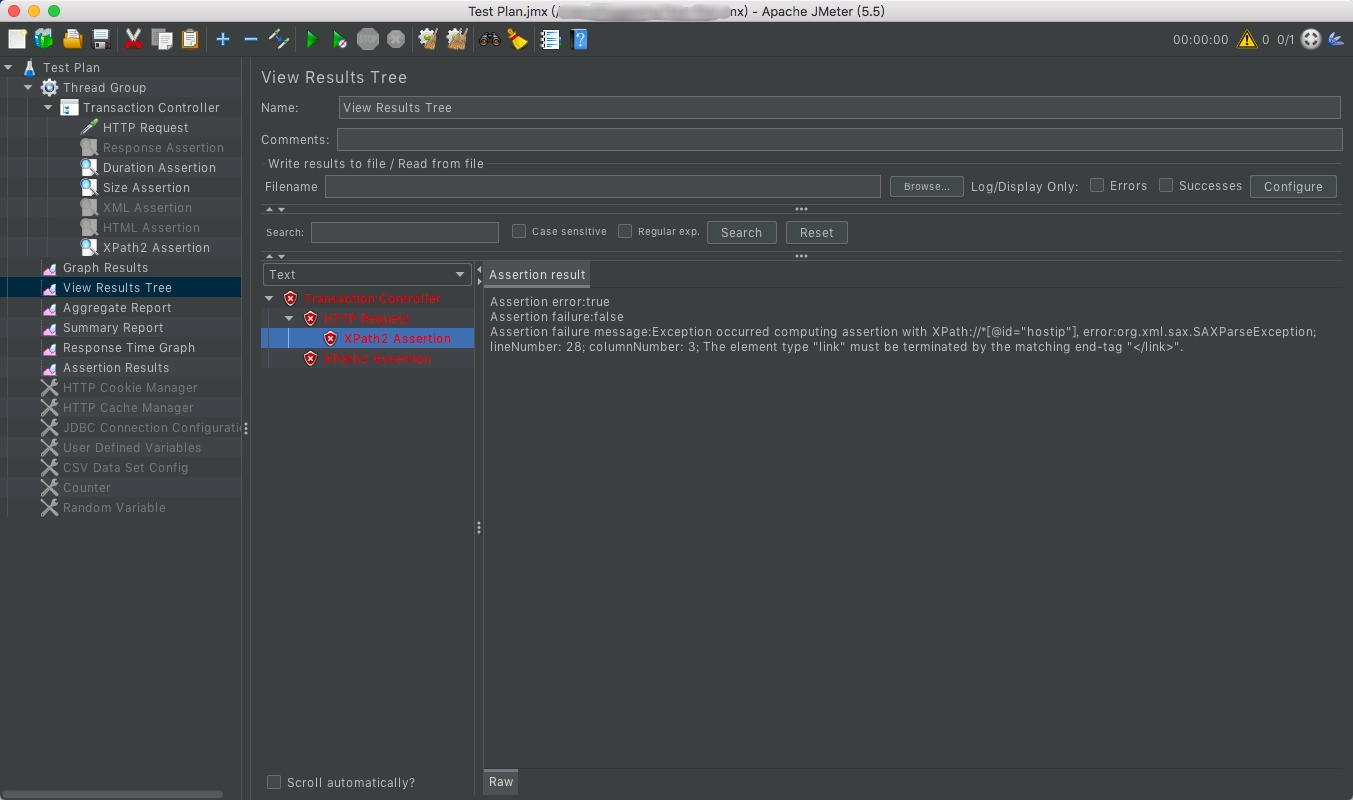 Test Plan.jmx (/ mx) - Apache JMeter (5.5)
STOP
00:00:00 0 0/1
Test Plan
Thread Group
Transaction Controller
HTTP Request
Response Assertion
Duration Assertion
Size Assertion
XML Assertion
HTML Assertion
XPath2 Assertion
Graph Results
View Results Tree
Aggregate Report
Summary Report
Response Time Graph
Assertion Results
HTTP Cookie Manager
HTTP Cache Manager
JDBC Connection Configurati
User Defined Variables
CSV Data Set Config
Counter
Random Variable
View Results Tree
Name: View Results Tree
Comments:
Write results to file / Read from file
Filename Browse... Log/Display Only: Errors Successes Configure
Search: Case sensitive Regular exp. Search Reset
Text
Transaction Controller
HTTP Request
XPath2 Assertion
XPath2 Assertion
Scroll automatically?
Assertion result
Assertion error:true
Assertion failure:false
Assertion failure message:Exception occurred computing assertion with XPath://*[@id="hostip"], error:org.xml.sax.SAXParseException;
lineNumber: 28; columnNumber: 3; The element type "link" must be terminated by the matching end-tag "</link>".
Raw